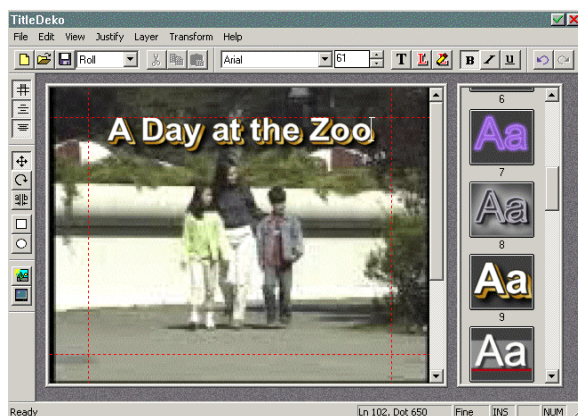 TitleDeko
File Edit View Justify Layer Transform Help
Roll Arial 61 T L B I U
A Day at the Zoo
6
Aa
7
Aa
8
Aa
9
Aa
Ready Ln 102, Dot 650 Fine INS NUM